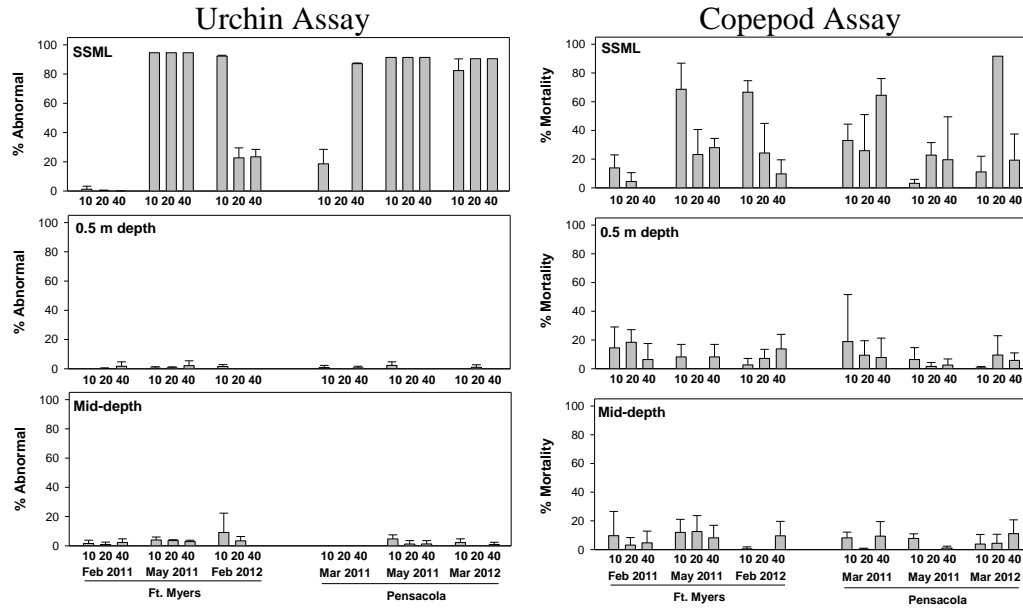 Urchin Assay
Copepod Assay
SSML
% Abnormal
100
80
60
40
20
0
10 20 40 10 20 40 10 20 40 10 20 40 10 20 40 10 20 40
0.5 m depth
% Abnormal
100
80
60
40
20
0
10 20 40 10 20 40 10 20 40 10 20 40 10 20 40 10 20 40
Mid-depth
% Abnormal
100
80
60
40
20
0
10 20 40 10 20 40 10 20 40 10 20 40 10 20 40 10 20 40
Feb 2011 May 2011 Feb 2012 Mar 2011 May 2011 Mar 2012
Ft. Myers Pensacola
SSML
% Mortality
100
80
60
40
20
0
10 20 40 10 20 40 10 20 40 10 20 40 10 20 40 10 20 40
0.5 m depth
% Mortality
100
80
60
40
20
0
10 20 40 10 20 40 10 20 40 10 20 40 10 20 40 10 20 40
Mid-depth
% Mortality
100
80
60
40
20
0
10 20 40 10 20 40 10 20 40 10 20 40 10 20 40 10 20 40
Feb 2011 May 2011 Feb 2012 Mar 2011 May 2011 Mar 2012
Ft. Myers Pensacola